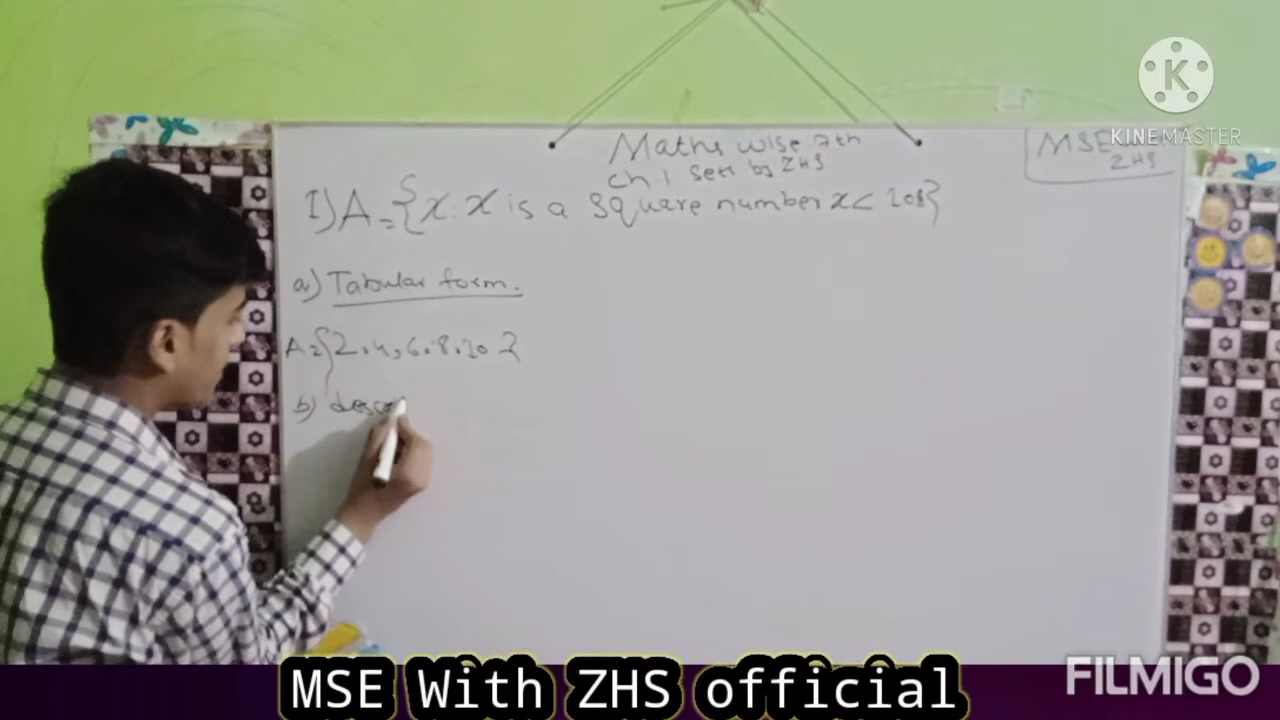 K
KINEMASTER
Maths wise 7th
ch 1 sets by ZHS
MSE
ZHS
I) A = {x : x is a square number x <
a) Tabular form.
A = {2, 4, 6, 8, 10 }
b) desc
MSE With ZHS official
FILMIGO